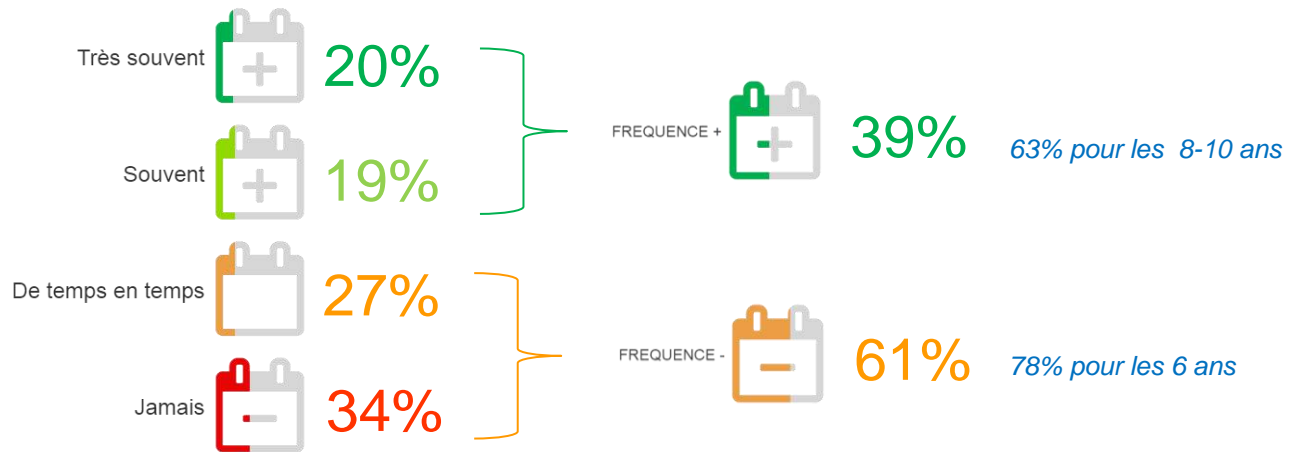 Très souvent
20%
Souvent
19%
FREQUENCE +
39%
63% pour les  8-10 ans
De temps en temps
27%
Jamais
34%
FREQUENCE -
61%
78% pour les 6 ans